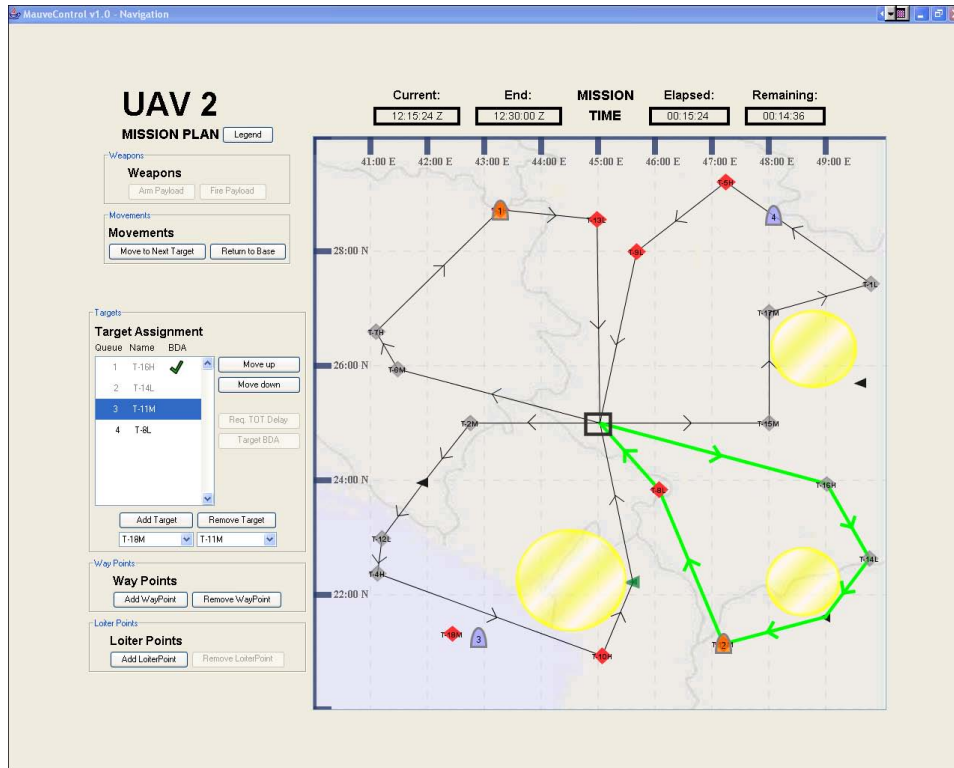 MauveControl v1.0 - Navigation
UAV 2
MISSION PLAN
Legend
Current:
End:
MISSION
TIME
Elapsed:
Remaining:
12:15:24 Z
12:30:00 Z
00:15:24
00:14:36
Weapons
Weapons
Arm Payload
Fire Payload
Movements
Movements
Move to Next Target
Return to Base
Targets
Target Assignment
Queue Name BDA
1 T-16H
2 T-14L
3 T-11M
4 T-8L
Move up
Move down
Req. TOT Delay
Target BDA
Add Target
Remove Target
T-18M
T-11M
Way Points
Way Points
Add WayPoint
Remove WayPoint
Loiter Points
Loiter Points
Add LoiterPoint
Remove LoiterPoint
41:00 E 42:00 E 43:00 E 44:00 E 45:00 E 46:00 E 47:00 E 48:00 E 49:00 E
28:00 N
26:00 N
24:00 N
22:00 N
T-5H
1
T-13L
4
T-9L
T-1L
T-17M
T-7H
T-2M
T-15M
T-16H
T-8L
T-12L
T-14L
T-4H
T-18M
3
2
T-10H